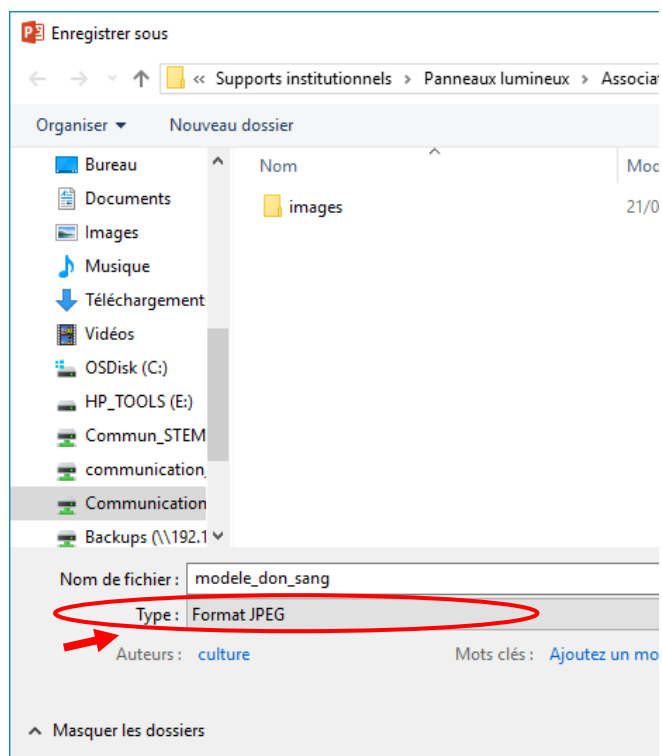 Enregistrer sous
« Supports institutionnels > Panneaux lumineux > Associat
Organiser Nouveau dossier
Nom Mod
Bureau
Documents
images 21/0
Images
Musique
Téléchargement
Vidéos
OSDisk (C:)
HP_TOOLS (E:)
Commun_STEM
communication_
Communication
Backups (\\192.1
Nom de fichier : modele_don_sang
Type : Format JPEG
Auteurs : culture Mots clés : Ajoutez un mo
Masquer les dossiers